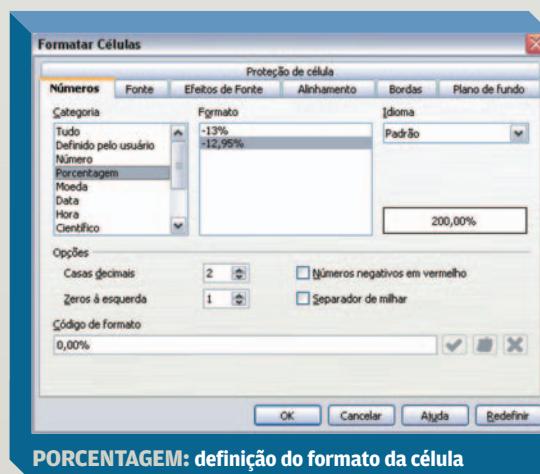 Formatar Células
Proteção de célula
Números Fonte Efeitos de Fonte Alinhamento Bordas Plano de fundo
Categoria Formato Idioma
Tudo
Definido pelo usuário
Número
Porcentagem
Moeda
Data
Hora
Científico
-13%
-12,95%
Padrão
200,00%
Opções
Casas decimais 2 Números negativos em vermelho
Zeros à esquerda 1 Separador de milhar
Código de formato
0,00%
OK Cancelar Ajuda Redefinir
PORCENTAGEM: definição do formato da célula